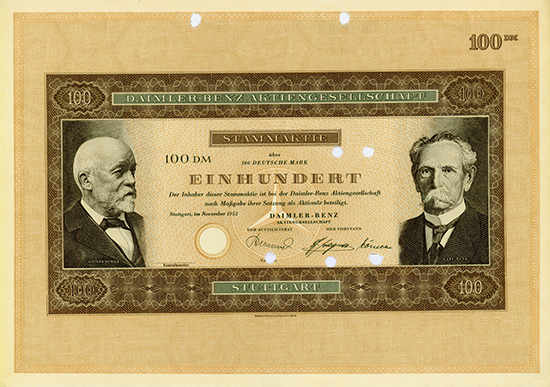 100 DM
100 DAIMLER-BENZ AKTIENGESELLSCHAFT 100
STAMMAKTIE
über
100 DM 100 DEUTSCHE MARK
EINHUNDERT
Der Inhaber dieser Stammaktie ist bei der Daimler-Benz Aktiengesellschaft
nach Maßgabe ihrer Satzung als Aktionär beteiligt.
Stuttgart, im November 1952 DAIMLER-BENZ
AKTIENGESELLSCHAFT
DER AUFSICHTSRAT DER VORSTAND
GOTTLIEB DAIMLER
CARL BENZ
Kontrollunterschrift
100 STUTTGART 100